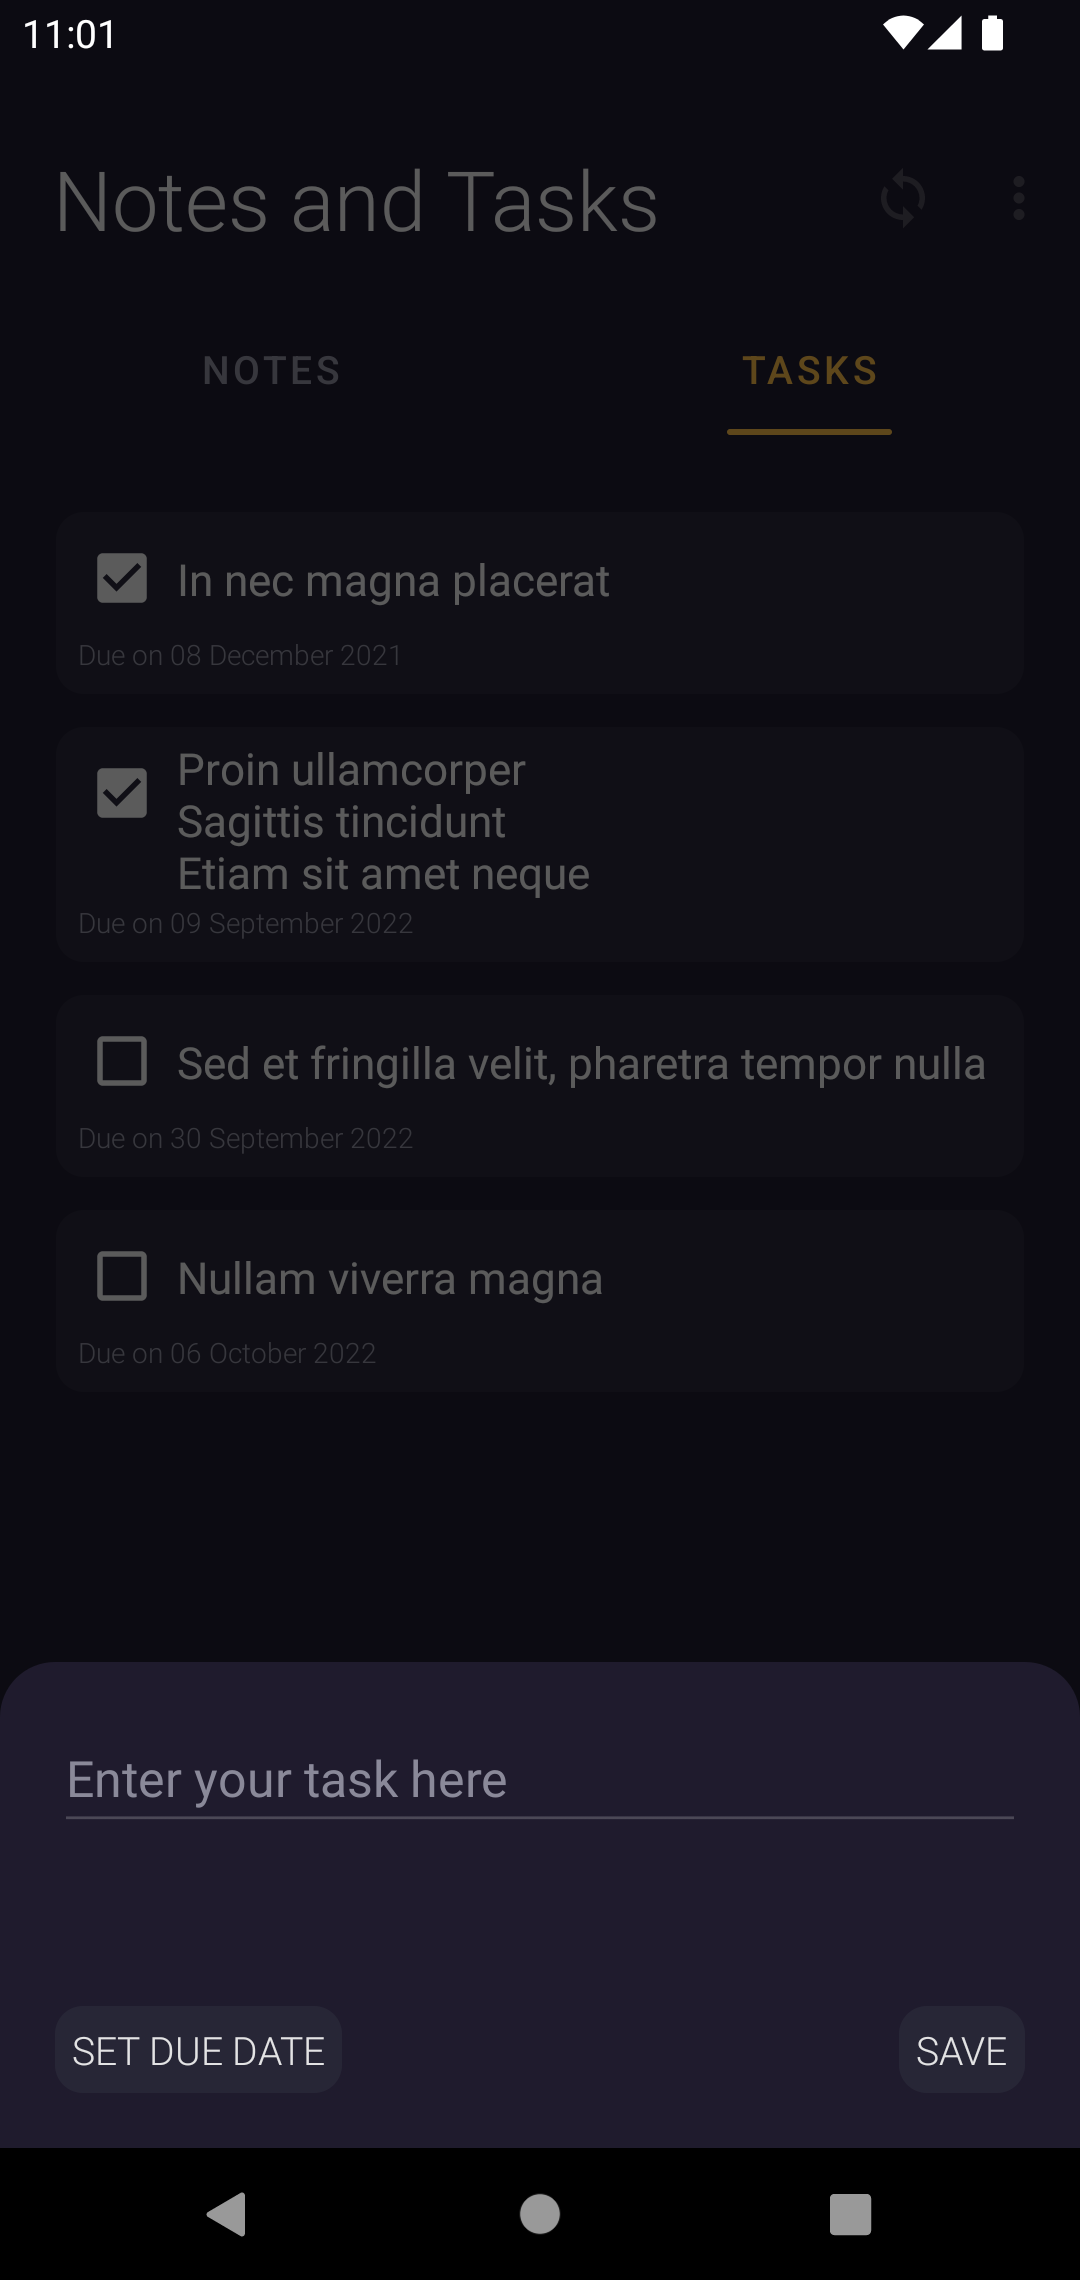 11:01
Notes and Tasks
NOTES
TASKS
In nec magna placerat
Due on 08 December 2021
Proin ullamcorper
Sagittis tincidunt
Etiam sit amet neque
Due on 09 September 2022
Sed et fringilla velit, pharetra tempor nulla
Due on 30 September 2022
Nullam viverra magna
Due on 06 October 2022
Enter your task here
SET DUE DATE
SAVE